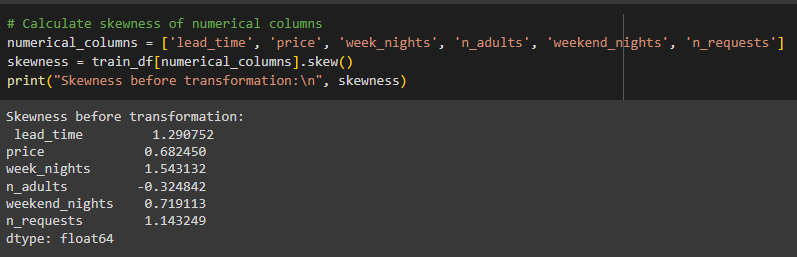 # Calculate skewness of numerical columns
numerical_columns = ['lead_time', 'price', 'week_nights', 'n_adults', 'weekend_nights', 'n_requests']
skewness = train_df[numerical_columns].skew()
print("Skewness before transformation:\n", skewness)
Skewness before transformation:
 lead_time         1.290752
price             0.682450
week_nights       1.543132
n_adults         -0.324842
weekend_nights    0.719113
n_requests        1.143249
dtype: float64